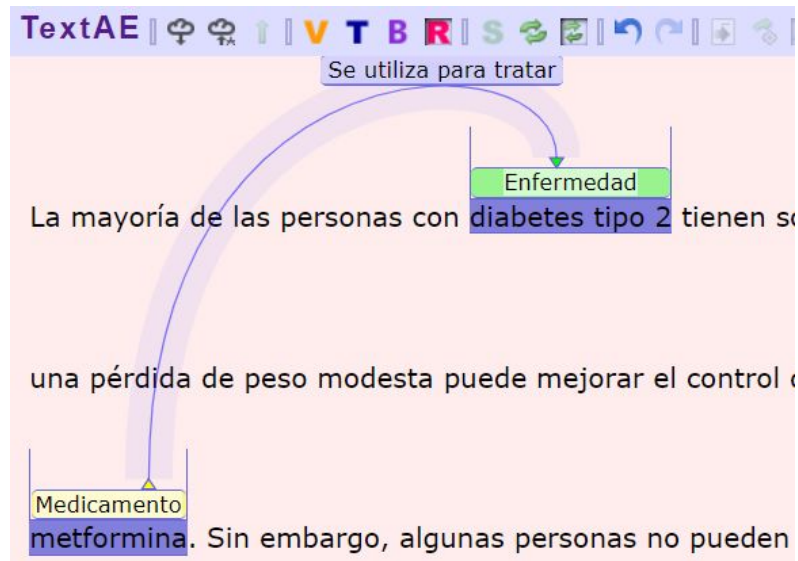 TextAE V T B R S
Se utiliza para tratar
Enfermedad
La mayoría de las personas con diabetes tipo 2 tienen
una pérdida de peso modesta puede mejorar el control
Medicamento
metformina. Sin embargo, algunas personas no pueden